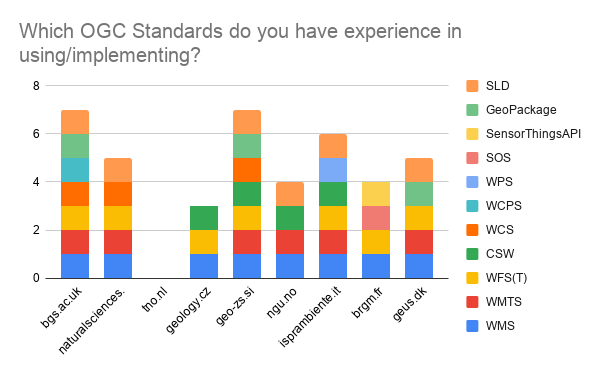 Which OGC Standards do you have experience in
using/implementing?
8
6
4
2
0
bgs.ac.uk
naturalsciences.
tno.nl
geology.cz
geo-zs.si
ngu.no
isprambiente.it
brgm.fr
geus.dk
SLD
GeoPackage
SensorThingsAPI
SOS
WPS
WCPS
WCS
CSW
WFS(T)
WMTS
WMS